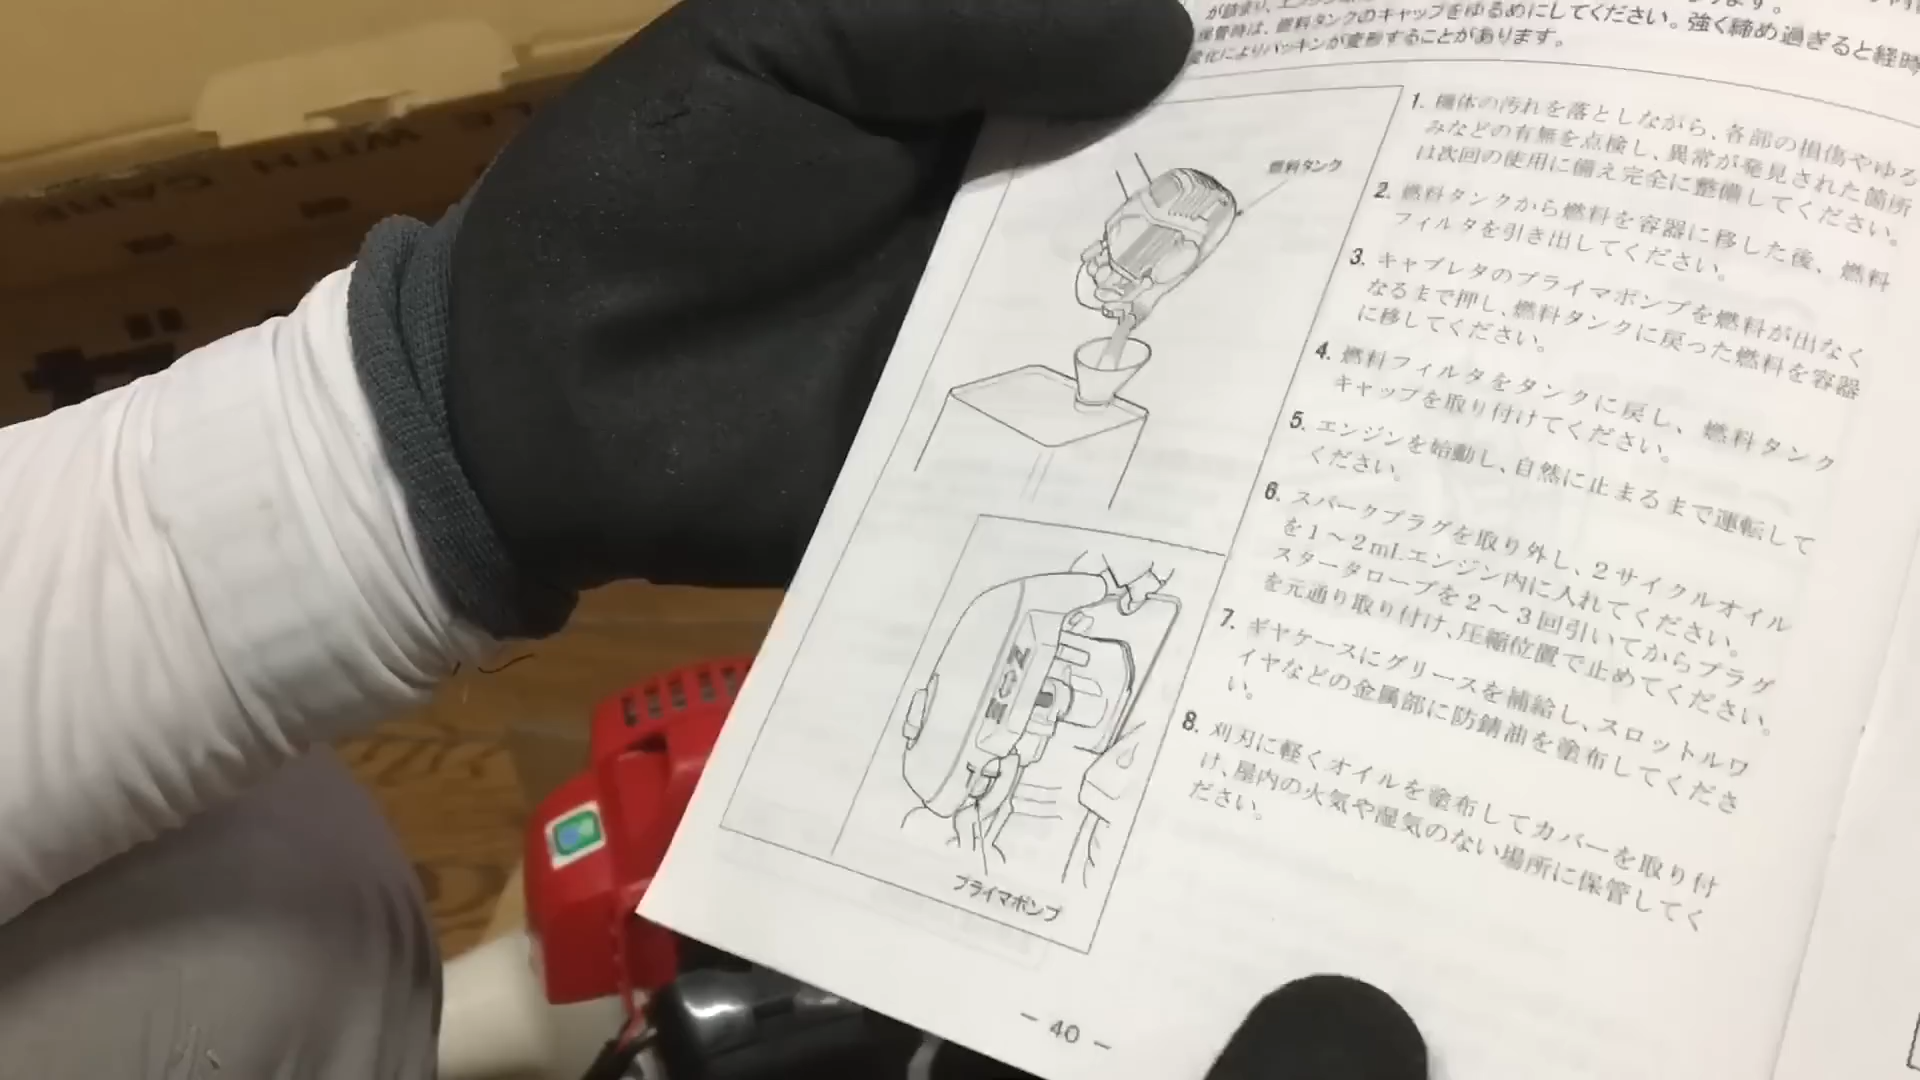 が詰まり、エンジン
保管時は、燃料タンクのキャップをゆるめにしてください。強く締め過ぎると経時
変化によりパッキンが変形することがあります。
燃料タンク
プライマポンプ
1. 機体の汚れを落としながら、各部の損傷やゆる
みなどの有無を点検し、異常が発見された箇所
は次回の使用に備え完全に整備してください。
2. 燃料タンクから燃料を容器に移した後、燃料
フィルタを引き出してください。
3. キャブレタのプライマポンプを燃料が出なく
なるまで押し、燃料タンクに戻った燃料を容器
に移してください。
4. 燃料フィルタをタンクに戻し、燃料タンク
キャップを取り付けてください。
5. エンジンを始動し、自然に止まるまで運転して
ください。
6. スパークプラグを取り外し、2サイクルオイル
を1～2mLエンジン内に入れてください。
スタータロープを2～3回引いてからプラグ
を元通り取り付け、圧縮位置で止めてください。
7. ギヤケースにグリースを補給し、スロットルワ
イヤなどの金属部に防錆油を塗布してくださ
い。
8. 刈刃に軽くオイルを塗布してカバーを取り付
け、屋内の火気や湿気のない場所に保管してく
ださい。
－ 40 －
WITH
CARE